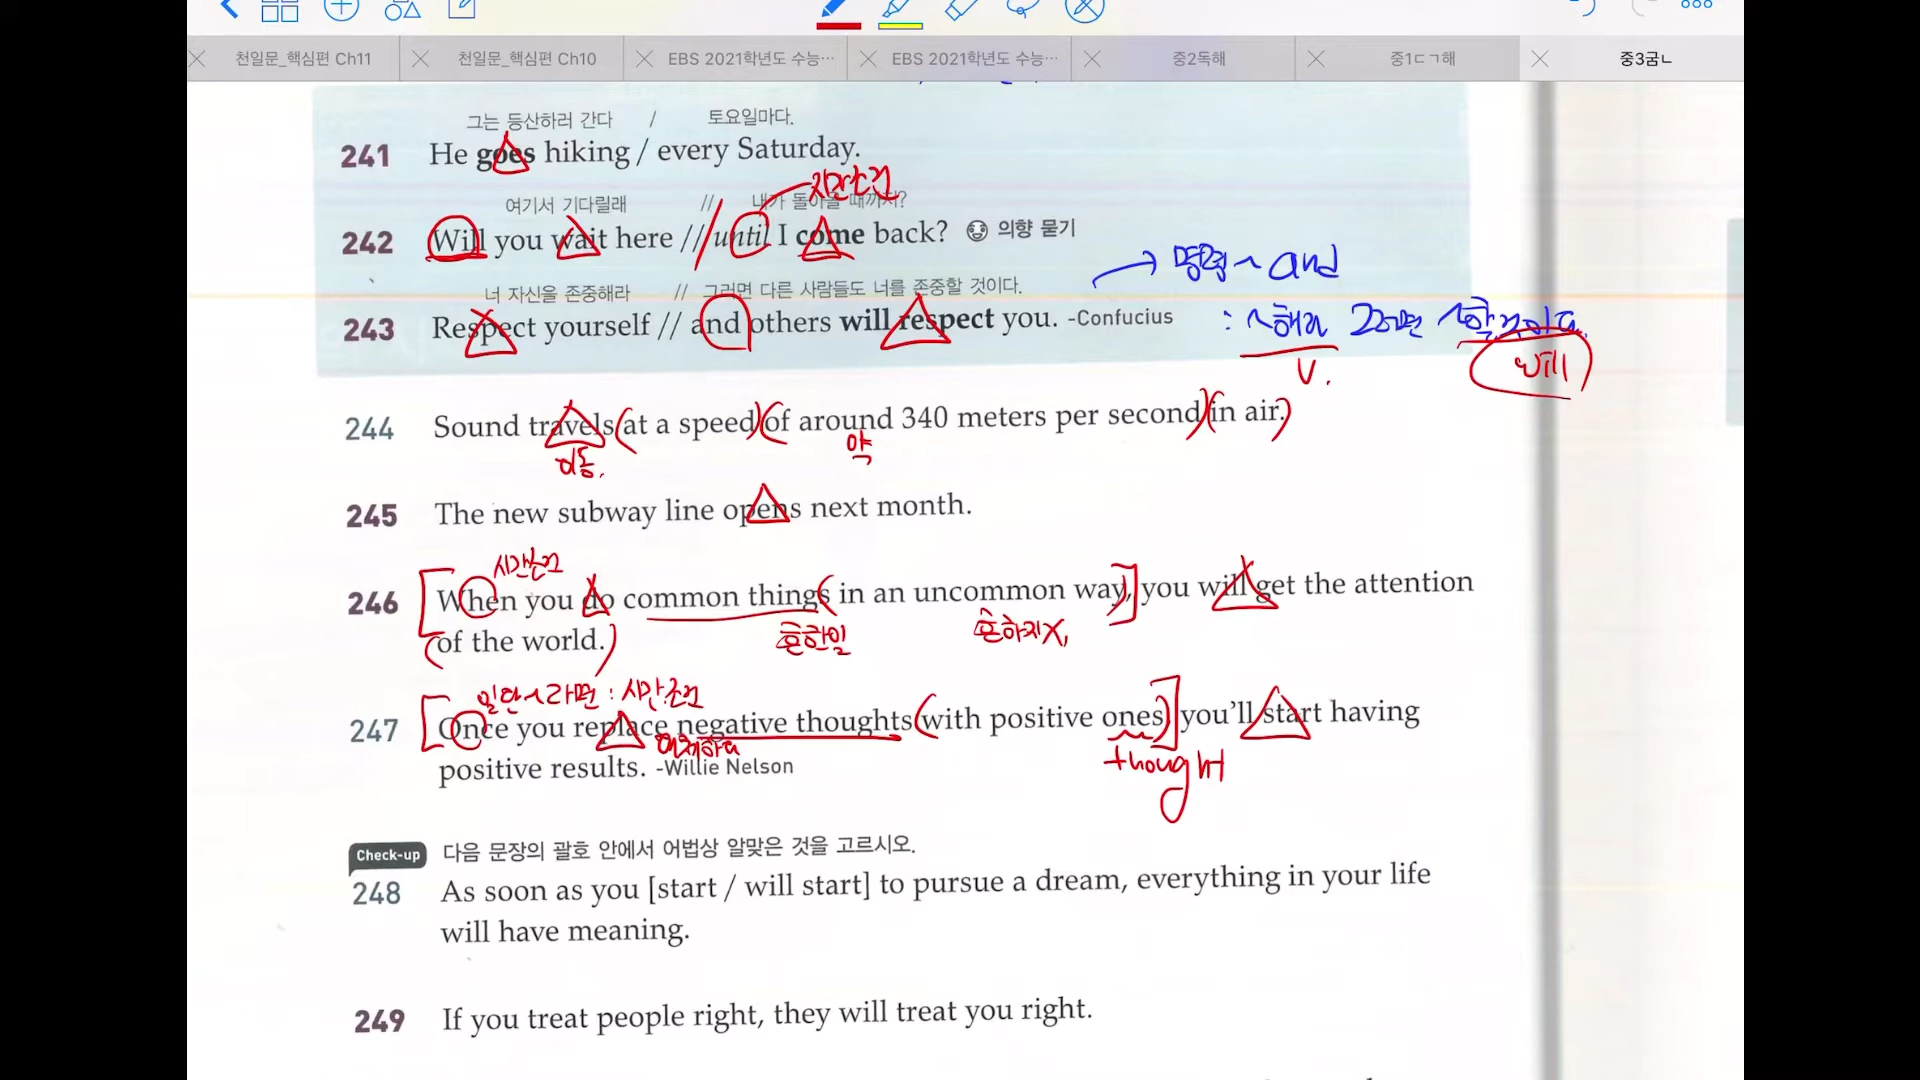 천일문_핵심편 Ch11
천일문_핵심편 Ch10
EBS 2021학년도 수능…
EBS 2021학년도 수능…
중2독해
중1ㄷㄱ해
중3굼ㄴ
그는 등산하러 간다 / 토요일마다.
241 He goes hiking / every Saturday.
시간조건
여기서 기다릴래 // 내가 돌아올 때까지?
242 Will you wait here // until I come back? 의향 묻기
명령~ and
너 자신을 존중해라 // 그러면 다른 사람들도 너를 존중할 것이다.
243 Respect yourself // and others will respect you. -Confucius
: ~해라 그러면 ~할것이다.
V.
will
244 Sound travels at a speed of around 340 meters per second in air.
이동.
약
245 The new subway line opens next month.
시간조건
246 When you do common things in an uncommon way, you will get the attention
흔한일
흔하지X,
of the world.
일단~라면 : 시간.조건
247 Once you replace negative thoughts with positive ones, you’ll start having
thought
positive results. -Willie Nelson
Check-up 다음 문장의 괄호 안에서 어법상 알맞은 것을 고르시오.
248 As soon as you [start / will start] to pursue a dream, everything in your life
will have meaning.
249 If you treat people right, they will treat you right.